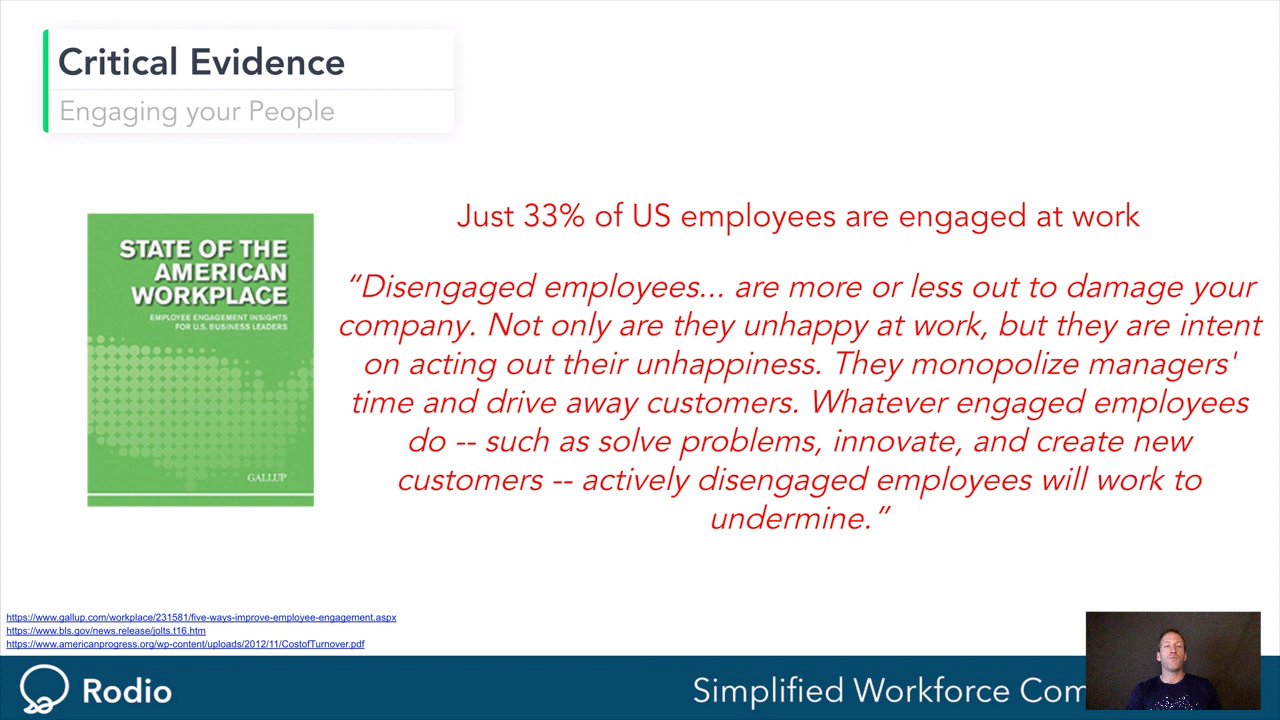 Critical Evidence
Engaging your People
STATE OF THE
AMERICAN
WORKPLACE
EMPLOYEE ENGAGEMENT INSIGHTS
FOR U.S. BUSINESS LEADERS
GALLUP
Just 33% of US employees are engaged at work
“Disengaged employees... are more or less out to damage your
company. Not only are they unhappy at work, but they are intent
on acting out their unhappiness. They monopolize managers'
time and drive away customers. Whatever engaged employees
do -- such as solve problems, innovate, and create new
customers -- actively disengaged employees will work to
undermine.”
https://www.gallup.com/workplace/231581/five-ways-improve-employee-engagement.aspx
https://www.bls.gov/news.release/jolts.t16.htm
https://www.americanprogress.org/wp-content/uploads/2012/11/CostofTurnover.pdf
Rodio
Simplified Workforce Com